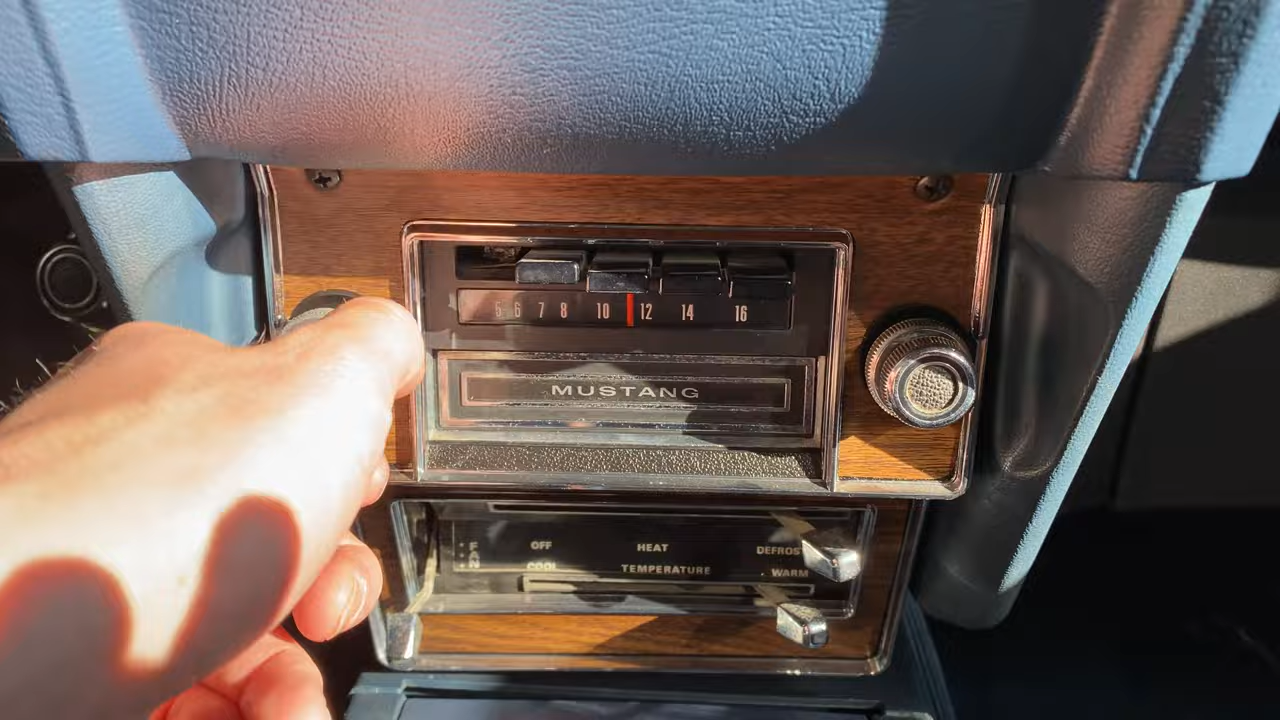 5 6 7 8 10 12 14 16
MUSTANG
FAN
OFF HEAT DEFROST
COOL TEMPERATURE WARM